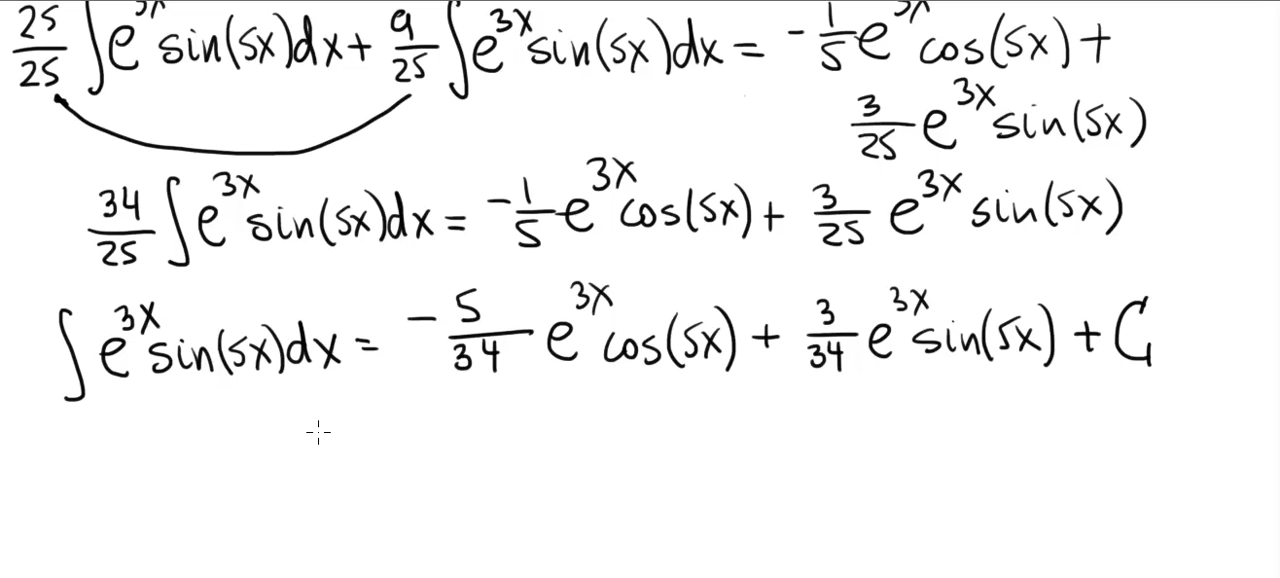 25/25 ∫e^3x sin(5x)dx + 9/25 ∫e^3x sin(5x)dx = -1/5 e^3x cos(5x) +
3/25 e^3x sin(5x)
34/25 ∫e^3x sin(5x)dx = -1/5 e^3x cos(5x) + 3/25 e^3x sin(5x)
∫e^3x sin(5x)dx = -5/34 e^3x cos(5x) + 3/34 e^3x sin(5x) + C